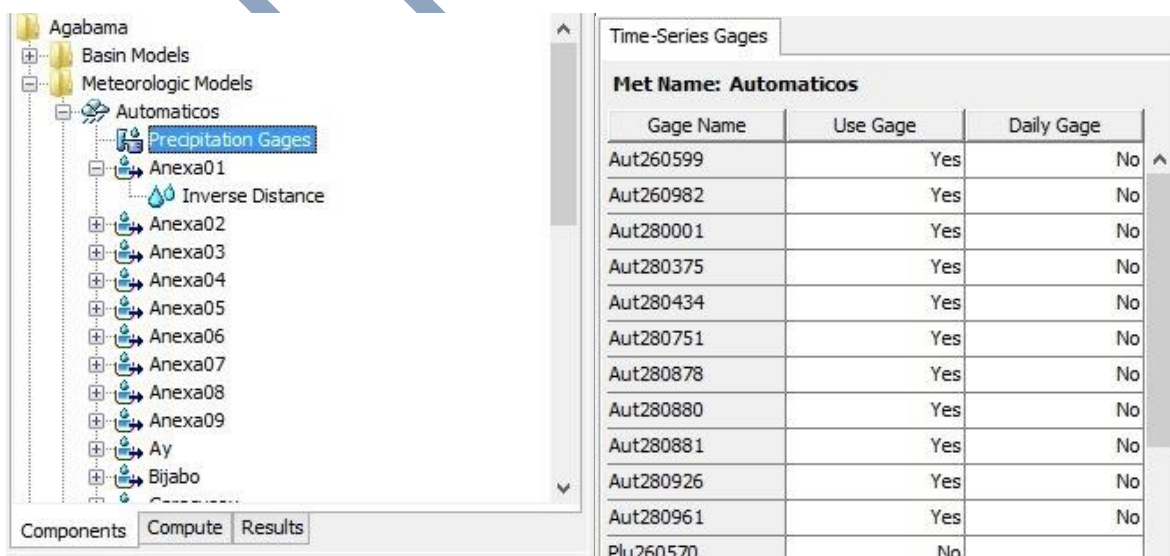 Agabama
Basin Models
Meteorologic Models
Automaticos
Precipitation Gages
Anexa01
Inverse Distance
Anexa02
Anexa03
Anexa04
Anexa05
Anexa06
Anexa07
Anexa08
Anexa09
Ay
Bijabo
Components Compute Results
Time-Series Gages
Met Name: Automaticos
Gage Name Use Gage Daily Gage
Aut260599 Yes No
Aut260982 Yes No
Aut280001 Yes No
Aut280375 Yes No
Aut280434 Yes No
Aut280751 Yes No
Aut280878 Yes No
Aut280880 Yes No
Aut280881 Yes No
Aut280926 Yes No
Aut280961 Yes No
Plu260570 No